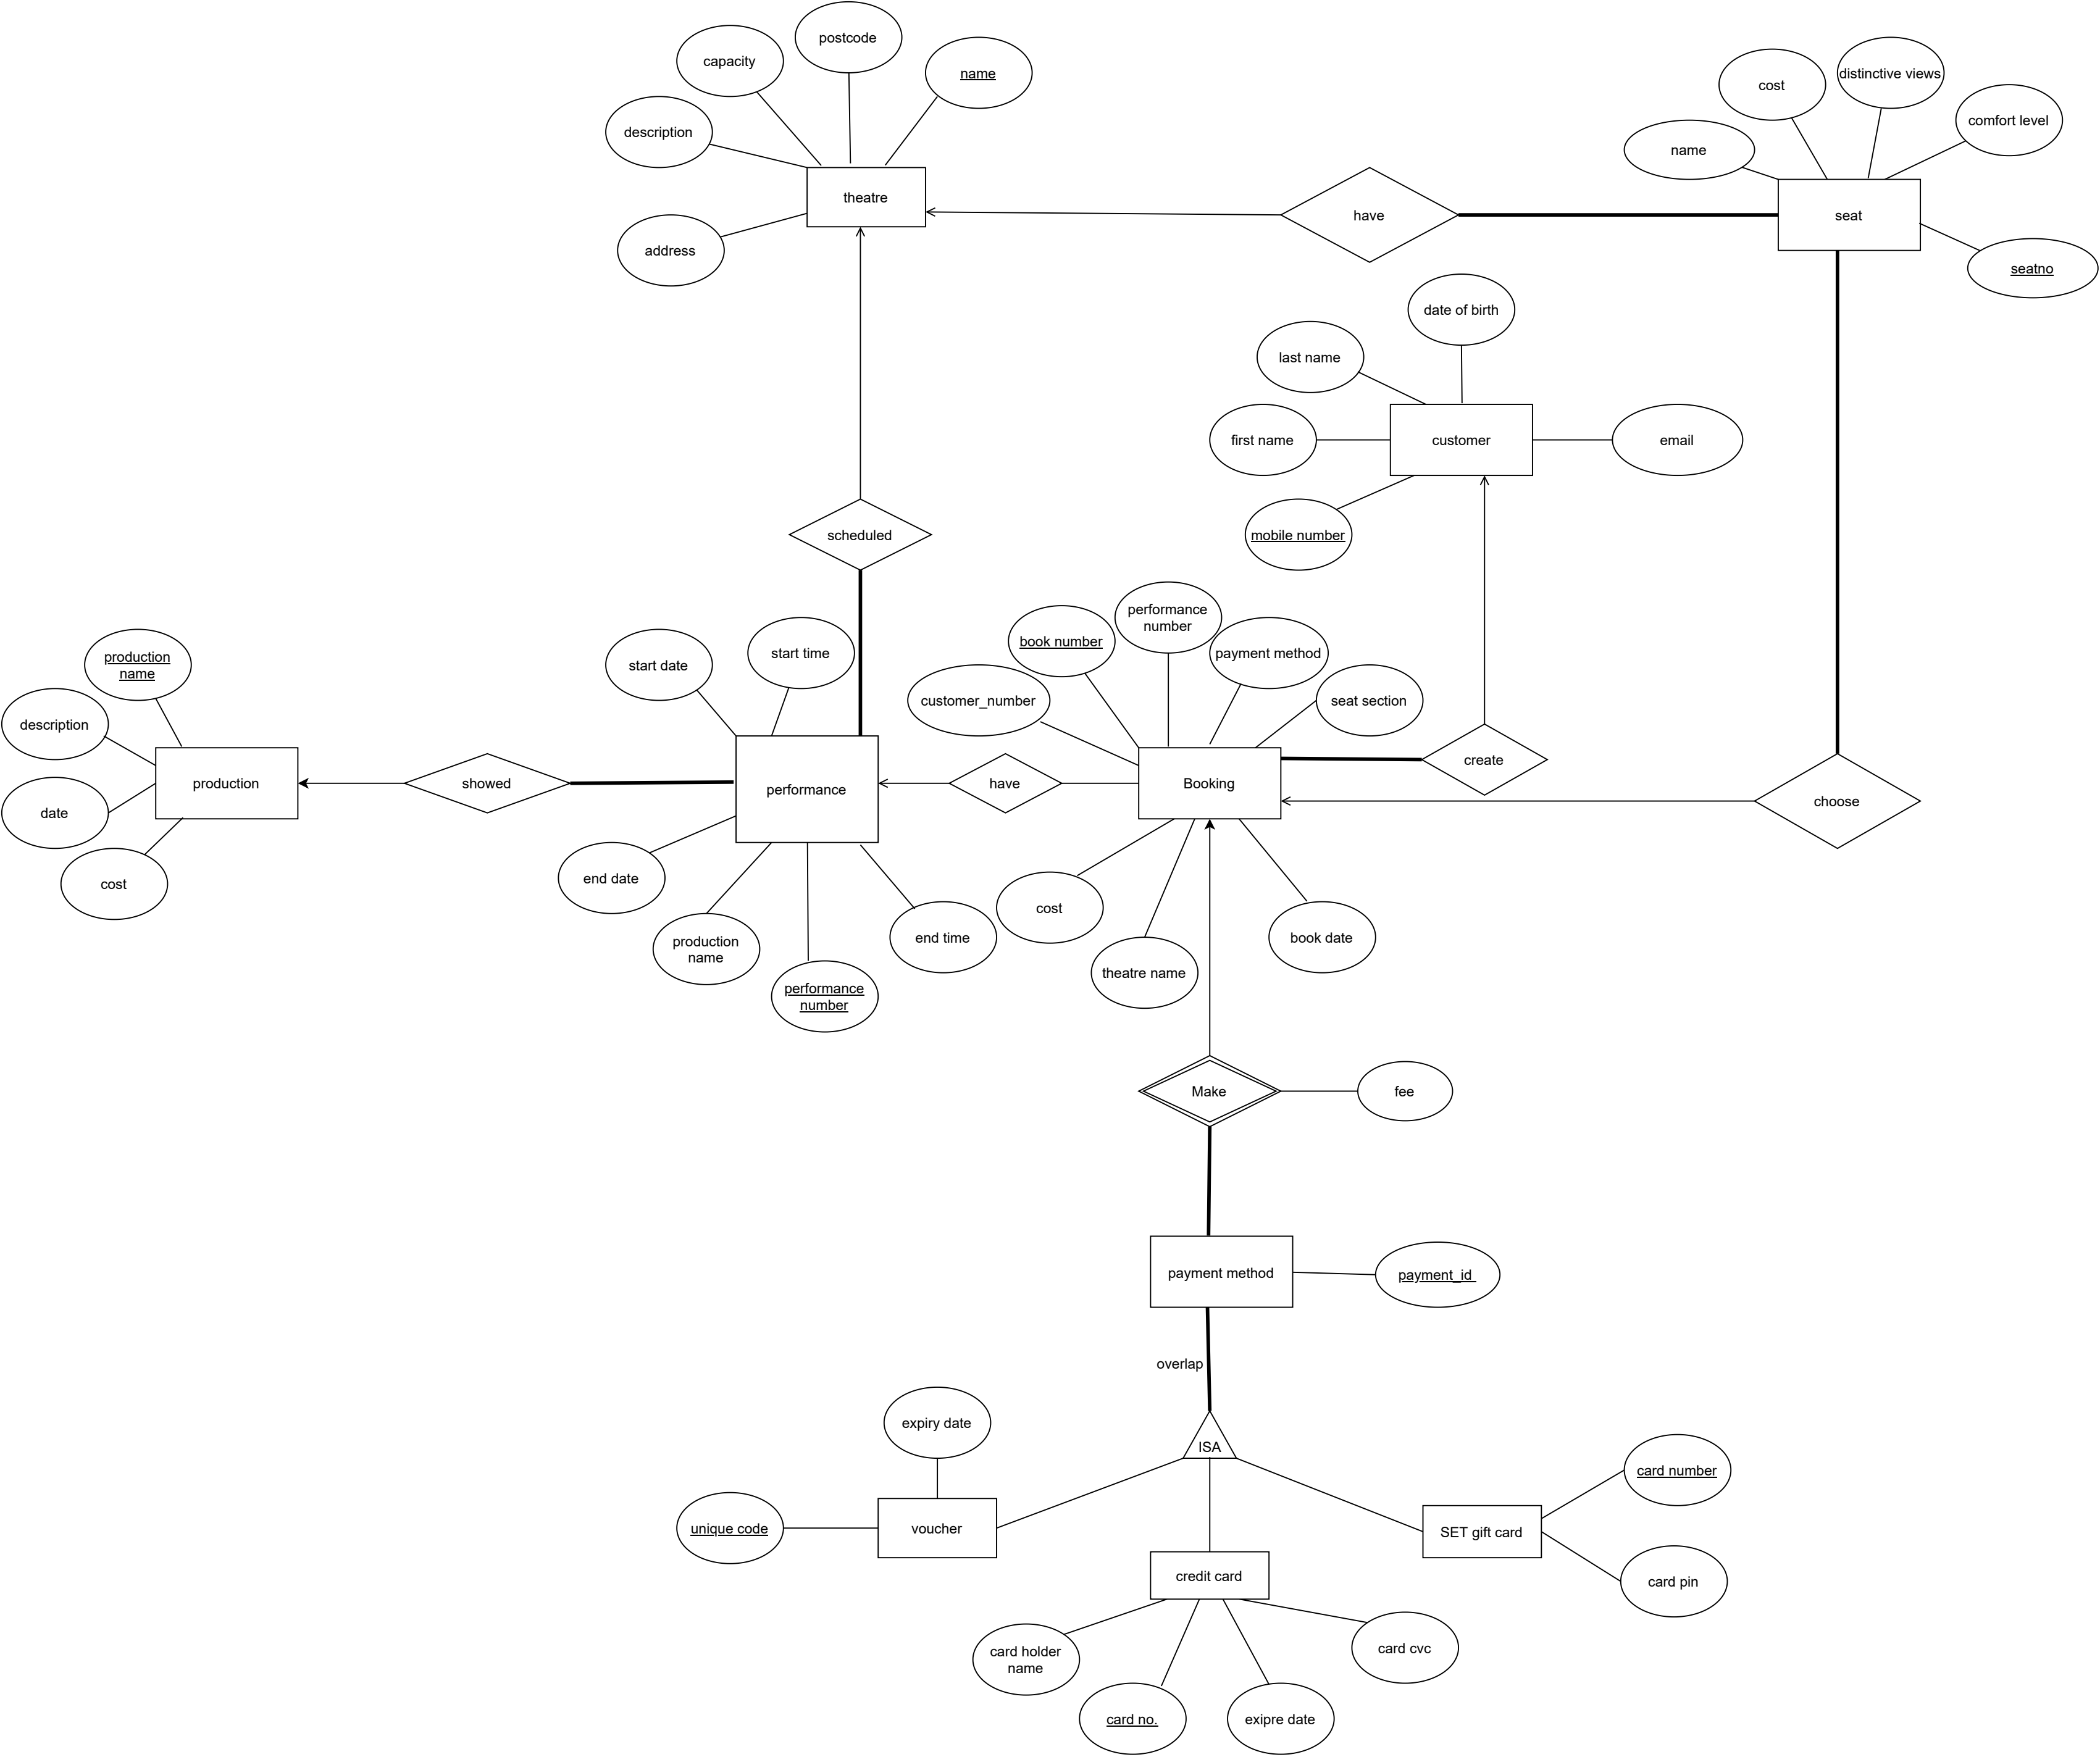 postcode
capacity
name
distinctive views
cost
comfort level
description
name
theatre
have
seat
address
seatno
date of birth
last name
first name
customer
email
mobile number
scheduled
performance
number
book number
start time
payment method
production
name
start date
customer_number
seat section
description
production
showed
performance
have
Booking
create
choose
date
end date
cost
cost
production
name
end time
book date
theatre name
performance
number
Make
fee
payment method
payment_id
overlap
expiry date
ISA
card number
unique code
voucher
SET gift card
credit card
card pin
card holder
name
card cvc
card no.
exipre date